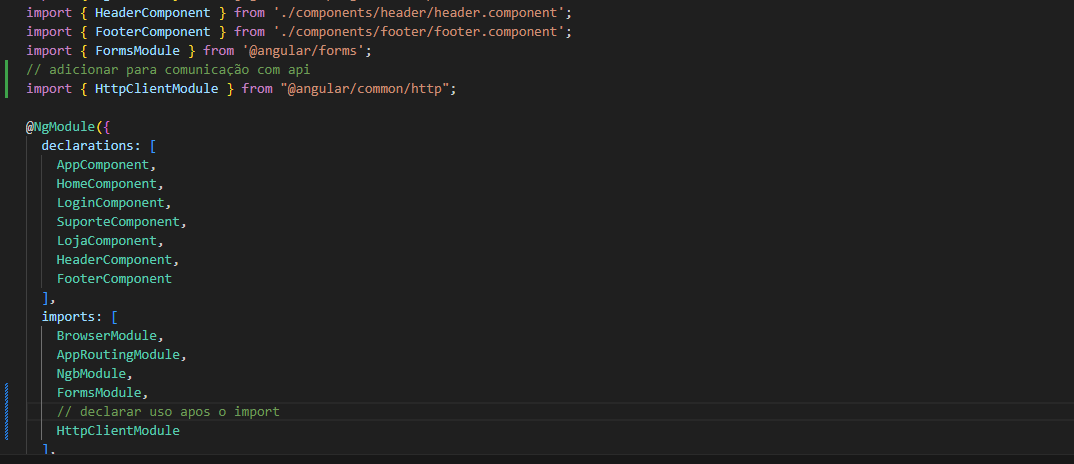 import { HeaderComponent } from './components/header/header.component';
import { FooterComponent } from './components/footer/footer.component';
import { FormsModule } from '@angular/forms';
// adicionar para comunicação com api
import { HttpClientModule } from "@angular/common/http";
@NgModule({
declarations: [
AppComponent,
HomeComponent,
LoginComponent,
SuporteComponent,
LojaComponent,
HeaderComponent,
FooterComponent
],
imports: [
BrowserModule,
AppRoutingModule,
NgbModule,
FormsModule,
// declarar uso apos o import
HttpClientModule
],